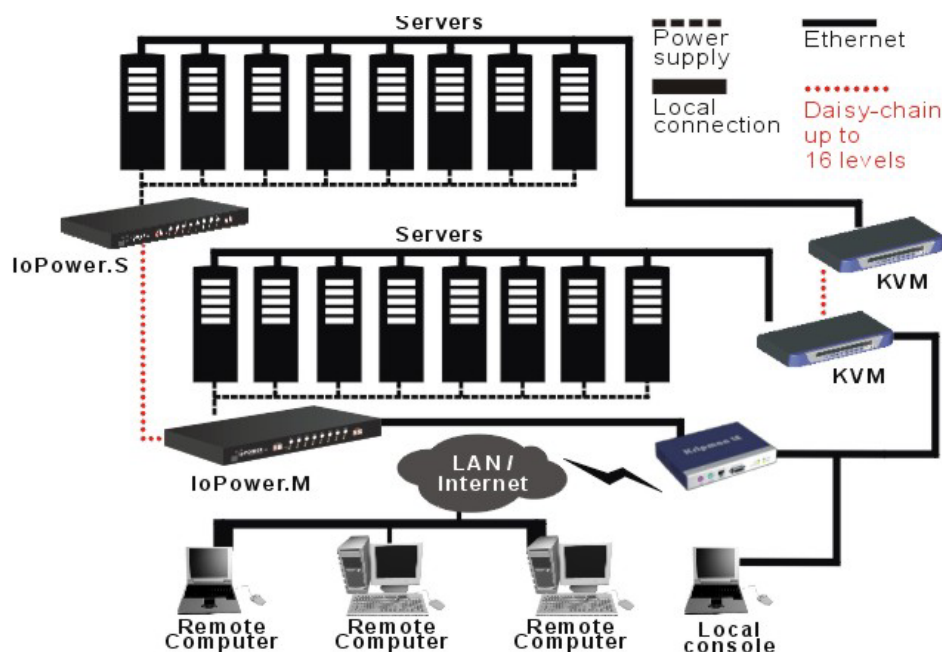 Servers
Power
supply
Ethernet
Local
connection
Daisy-chain
up to
16 levels
IoPower.S
Servers
KVM
KVM
IoPower.M
LAN/
Internet
Remote
Computer
Remote
Computer
Remote
Computer
Local
console